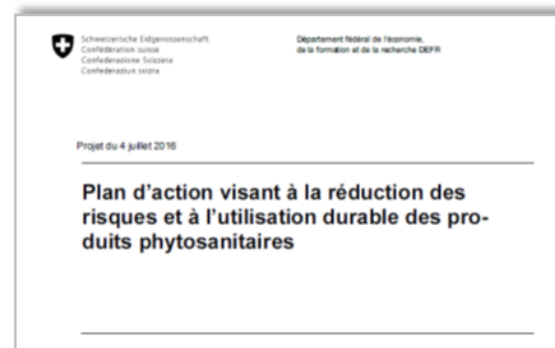 Schweizerische Eidgenossenschaft
Confédération suisse
Confederazione Svizzera
Confederaziun svizra
Département fédéral de l'économie,
de la formation et de la recherche DEFR
Projet du 4 juillet 2016
Plan d'action visant à la réduction des
risques et à l'utilisation durable des pro-
duits phytosanitaires